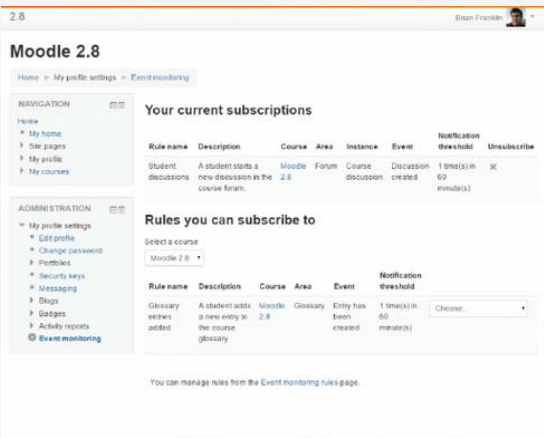 2.8
Brian Franklin
Moodle 2.8
Home My profile settings Event monitoring
NAVIGATION
Home
My home
Site pages
My profile
My courses
ADMINISTRATION
My profile settings
Edit profile
Change password
Portfolios
Security keys
Messaging
Blogs
Badges
Activity reports
Event monitoring
Your current subscriptions
Rule name Description Course Area Instance Event Notification threshold Unsubscribe
Student A student starts a Moodle Forum Course Discussion 1 time(s) in
discussions new discussion in the 2.8 discussion created 60
course forum. minute(s)
Rules you can subscribe to
Select a course
Moodle 2.8
Rule name Description Course Area Event Notification threshold
Glossary A student adds Moodle Glossary Entry has 1 time(s) in Choose...
entries a new entry to 2.8 been 60
added the course created minute(s)
glossary
You can manage rules from the Event monitoring rules page.